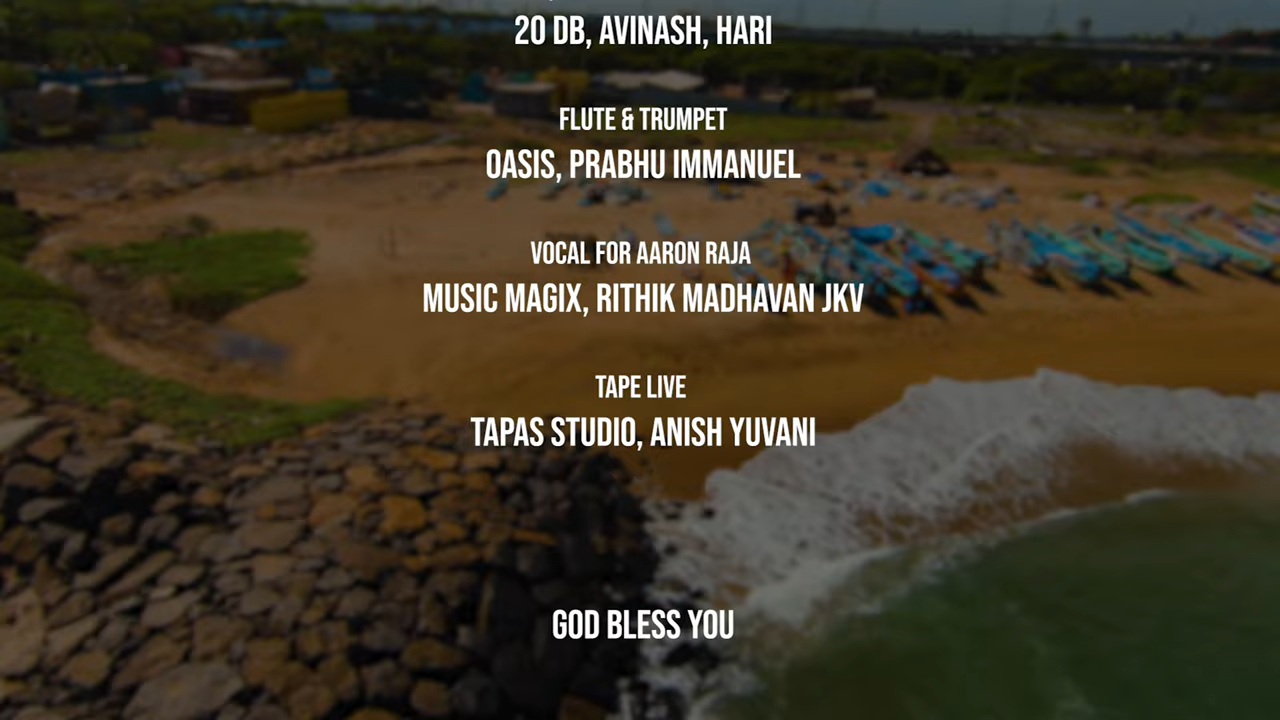 20 DB, AVINASH, HARI
FLUTE & TRUMPET
OASIS, PRABHU IMMANUEL
VOCAL FOR AARON RAJA
MUSIC MAGIX, RITHIK MADHAVAN JKV
TAPE LIVE
TAPAS STUDIO, ANISH YUVANI
GOD BLESS YOU